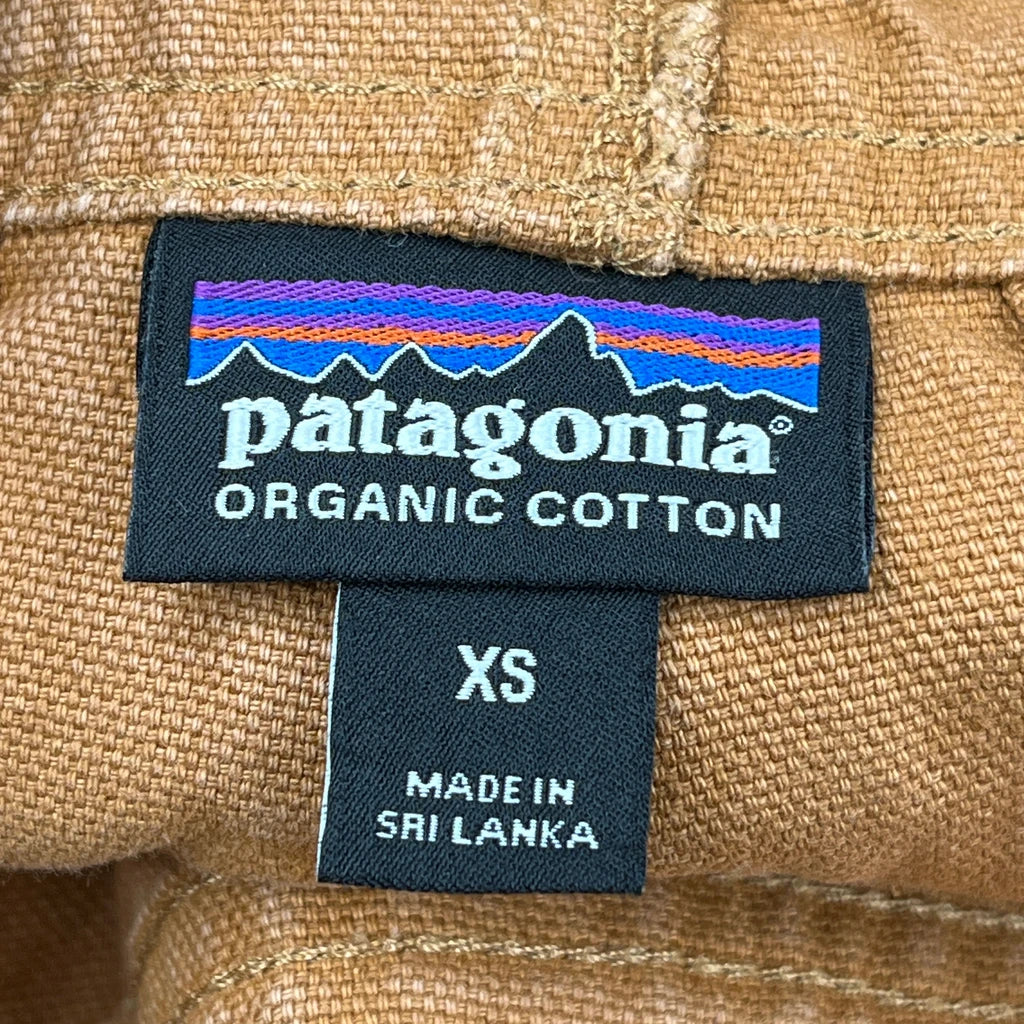 patagonia®
ORGANIC COTTON
XS
MADE IN
SRI LANKA